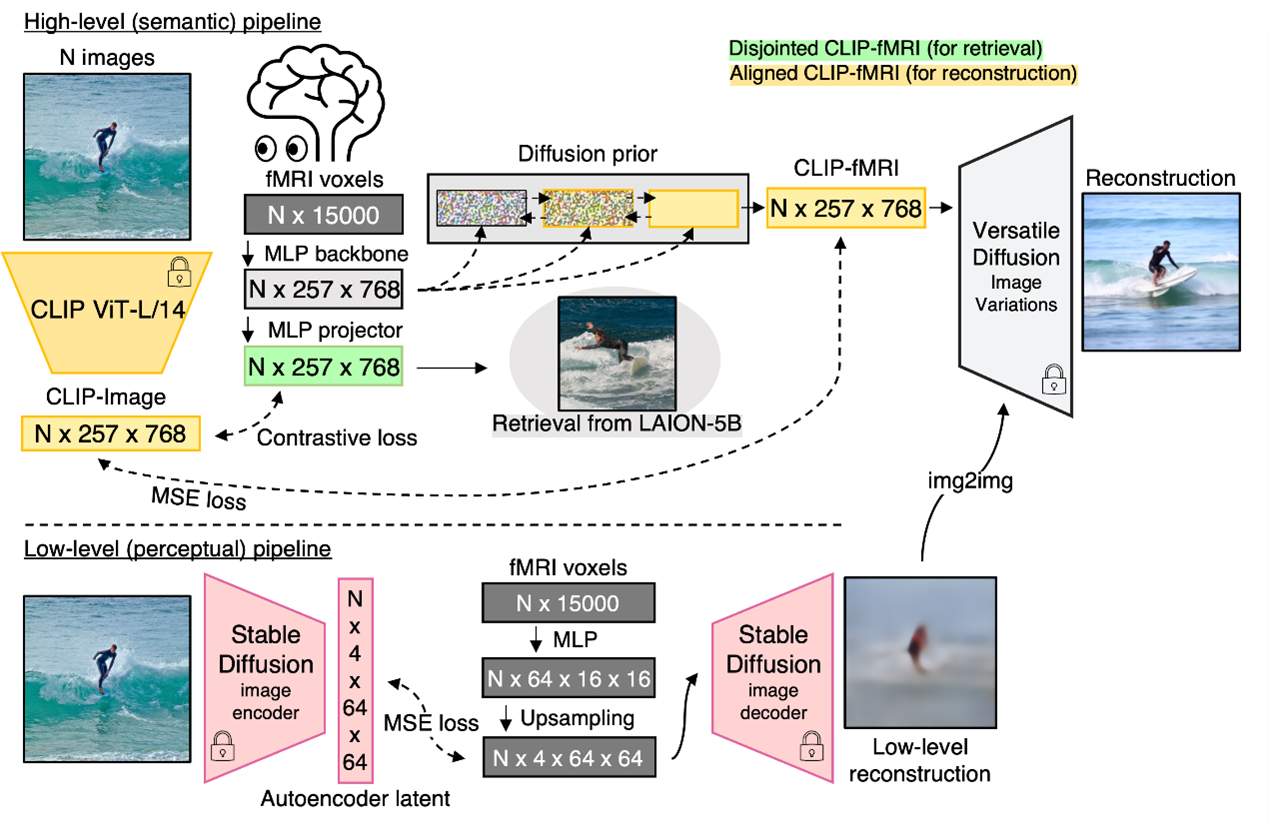 High-level (semantic) pipeline
N images
CLIP ViT-L/14
CLIP-Image
N x 257 x 768
fMRI voxels
N x 15000
MLP backbone
N x 257 x 768
MLP projector
N x 257 x 768
Contrastive loss
MSE loss
Diffusion prior
Retrieval from LAION-5B
Disjointed CLIP-fMRI (for retrieval)
Aligned CLIP-fMRI (for reconstruction)
CLIP-fMRI
N x 257 x 768
Versatile
Diffusion
Image
Variations
Reconstruction
img2img
Low-level (perceptual) pipeline
Stable
Diffusion
image
encoder
N
x
4
x
64
x
64
Autoencoder latent
MSE loss
fMRI voxels
N x 15000
MLP
N x 64 x 16 x 16
Upsampling
N x 4 x 64 x 64
Stable
Diffusion
image
decoder
Low-level
reconstruction